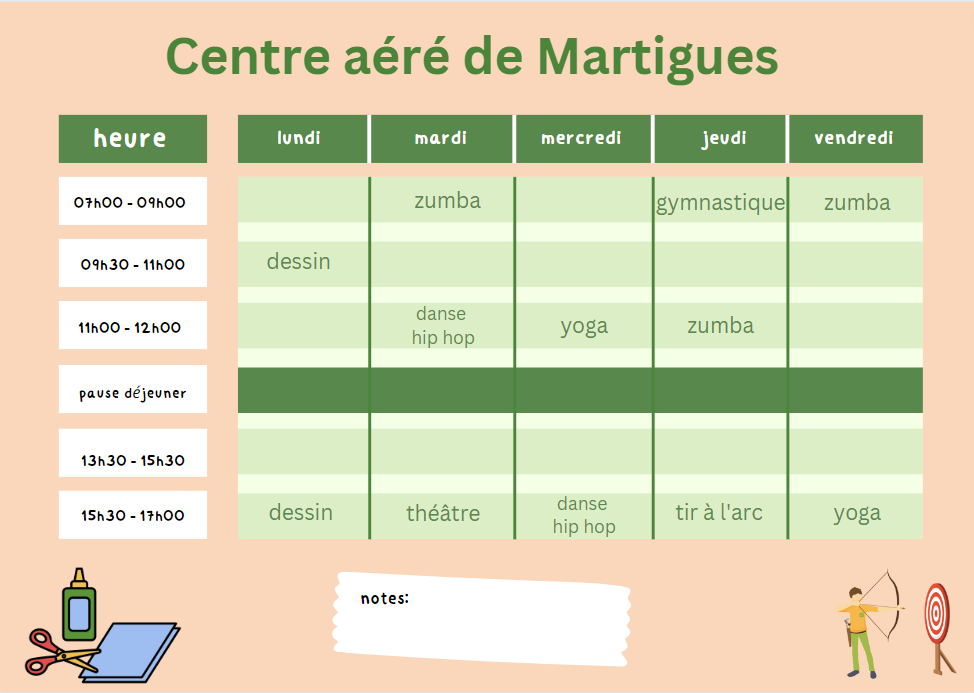 Centre aéré de Martigues
heure lundi mardi mercredi jeudi vendredi
07h00 - 09h00 zumba gymnastique zumba
09h30 - 11h00 dessin
11h00 - 12h00 danse hip hop yoga zumba
pause déjeuner
13h30 - 15h30
15h30 - 17h00 dessin théâtre danse hip hop tir à l'arc yoga
notes: